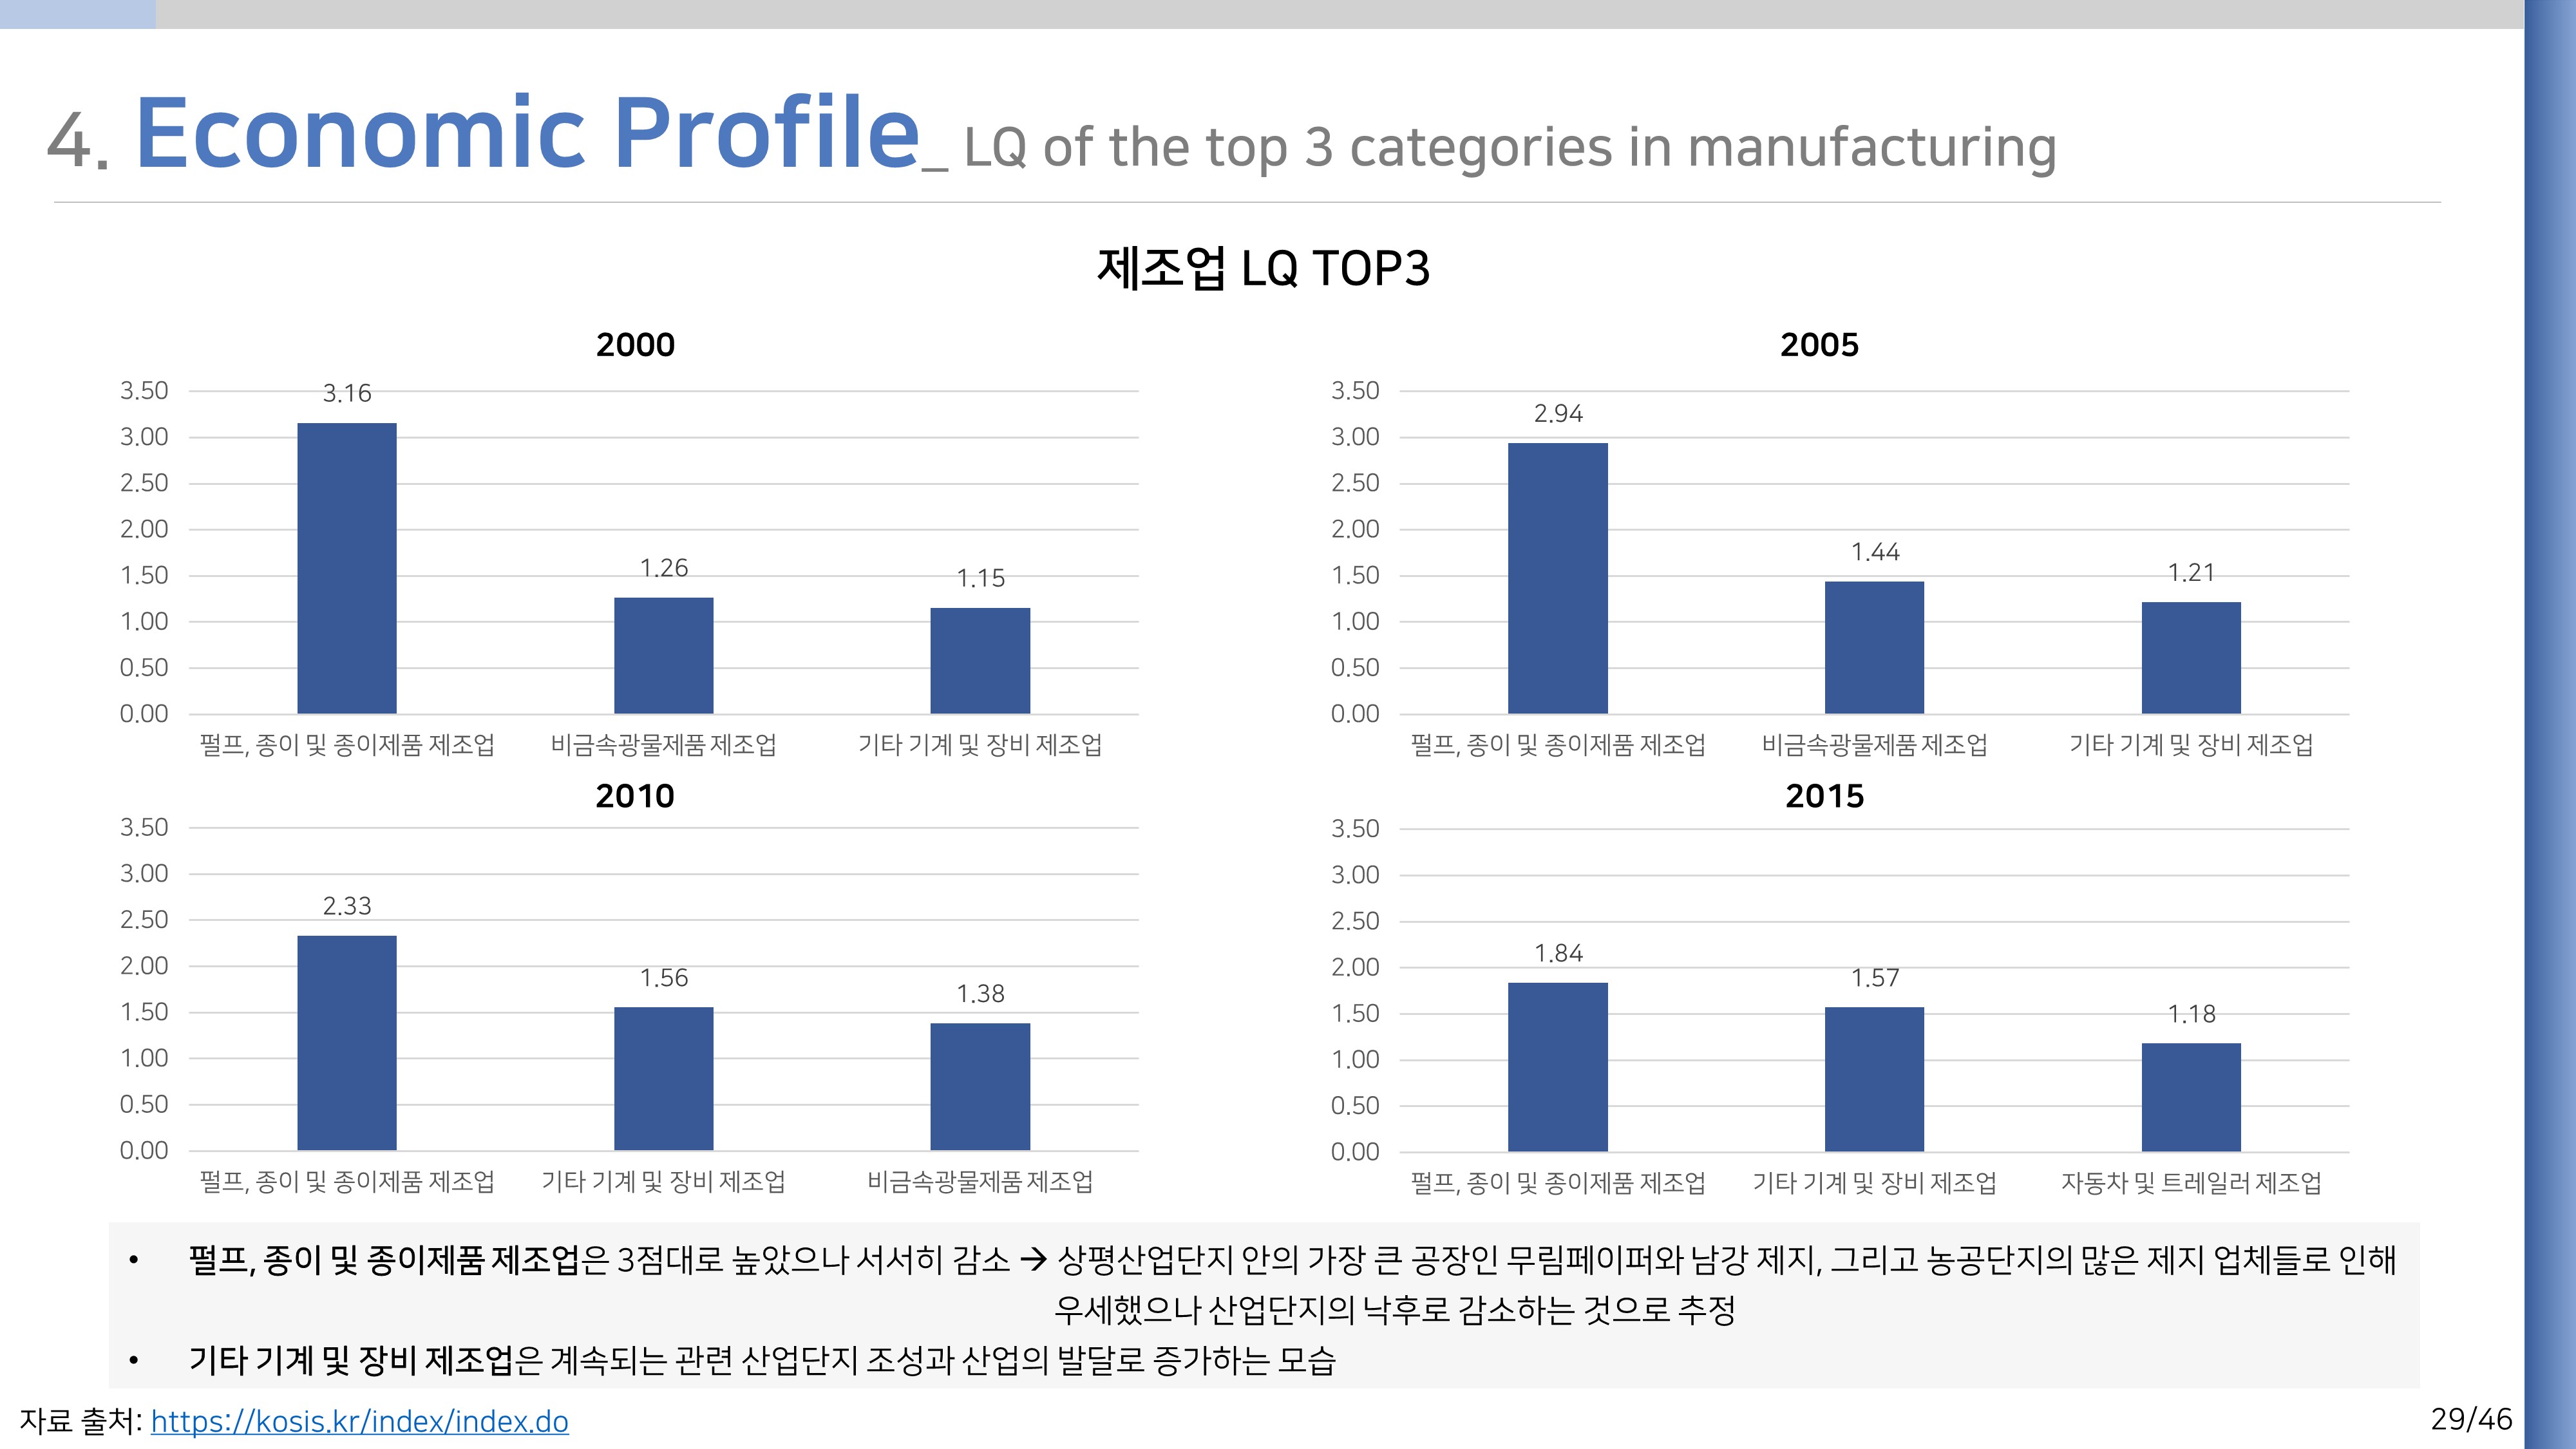 4. Economic Profile_ LQ of the top 3 categories in manufacturing
제조업 LQ TOP3
2000
3.50
3.00
2.50
2.00
1.50
1.00
0.50
0.00
3.16
1.26
1.15
펄프, 종이 및 종이제품 제조업
비금속광물제품 제조업
기타 기계 및 장비 제조업
2005
3.50
3.00
2.50
2.00
1.50
1.00
0.50
0.00
2.94
1.44
1.21
펄프, 종이 및 종이제품 제조업
비금속광물제품 제조업
기타 기계 및 장비 제조업
2010
3.50
3.00
2.50
2.00
1.50
1.00
0.50
0.00
2.33
1.56
1.38
펄프, 종이 및 종이제품 제조업
기타 기계 및 장비 제조업
비금속광물제품 제조업
2015
3.50
3.00
2.50
2.00
1.50
1.00
0.50
0.00
1.84
1.57
1.18
펄프, 종이 및 종이제품 제조업
기타 기계 및 장비 제조업
자동차 및 트레일러 제조업
• 펄프, 종이 및 종이제품 제조업은 3점대로 높았으나 서서히 감소 → 상평산업단지 안의 가장 큰 공장인 무림페이퍼와 남강 제지, 그리고 농공단지의 많은 제지 업체들로 인해
우세했으나 산업단지의 낙후로 감소하는 것으로 추정
• 기타 기계 및 장비 제조업은 계속되는 관련 산업단지 조성과 산업의 발달로 증가하는 모습
자료 출처: https://kosis.kr/index/index.do
29/46